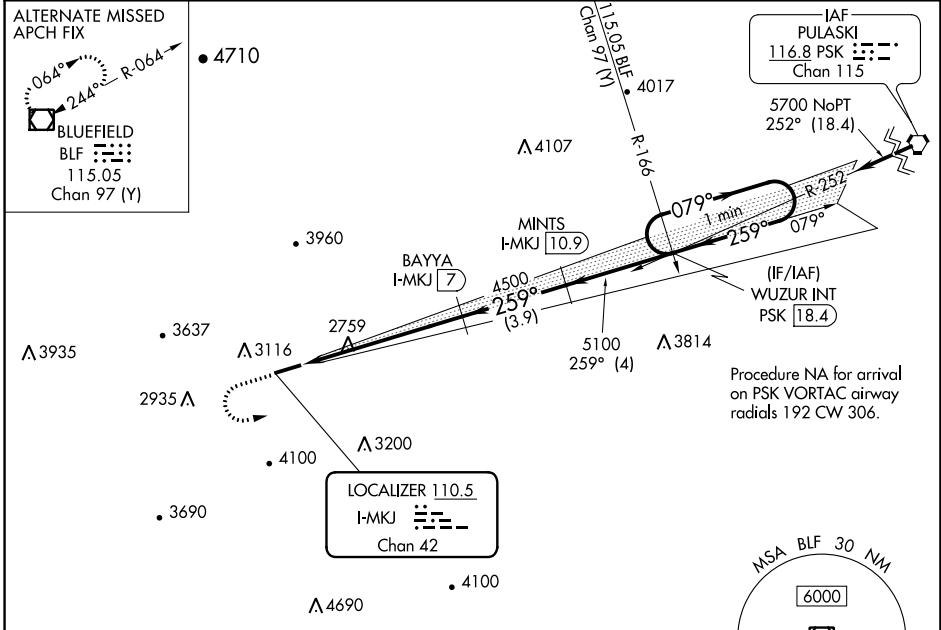 ALTERNATE MISSED
APCH FIX
064°
R-064
244°
BLUEFIELD
BLF
115.05
Chan 97 (Y)
4710
115.05 BLF
Chan 97 (Y)
4017
R-166
IAF
PULASKI
116.8 PSK
Chan 115
5700 NoPT
252° (18.4)
4107
R-252
079°
1 min
259°
079°
MINTS
I-MKJ 10.9
3960
BAYYA
I-MKJ 7
4500
259°
(3.9)
(IF/IAF)
WUZUR INT
PSK 18.4
5100
259° (4)
3814
3637
2759
3935
3116
2935
Procedure NA for arrival
on PSK VORTAC airway
radials 192 CW 306.
3200
4100
LOCALIZER 110.5
I-MKJ
Chan 42
3690
4100
4690
MSA BLF 30 NM
6000